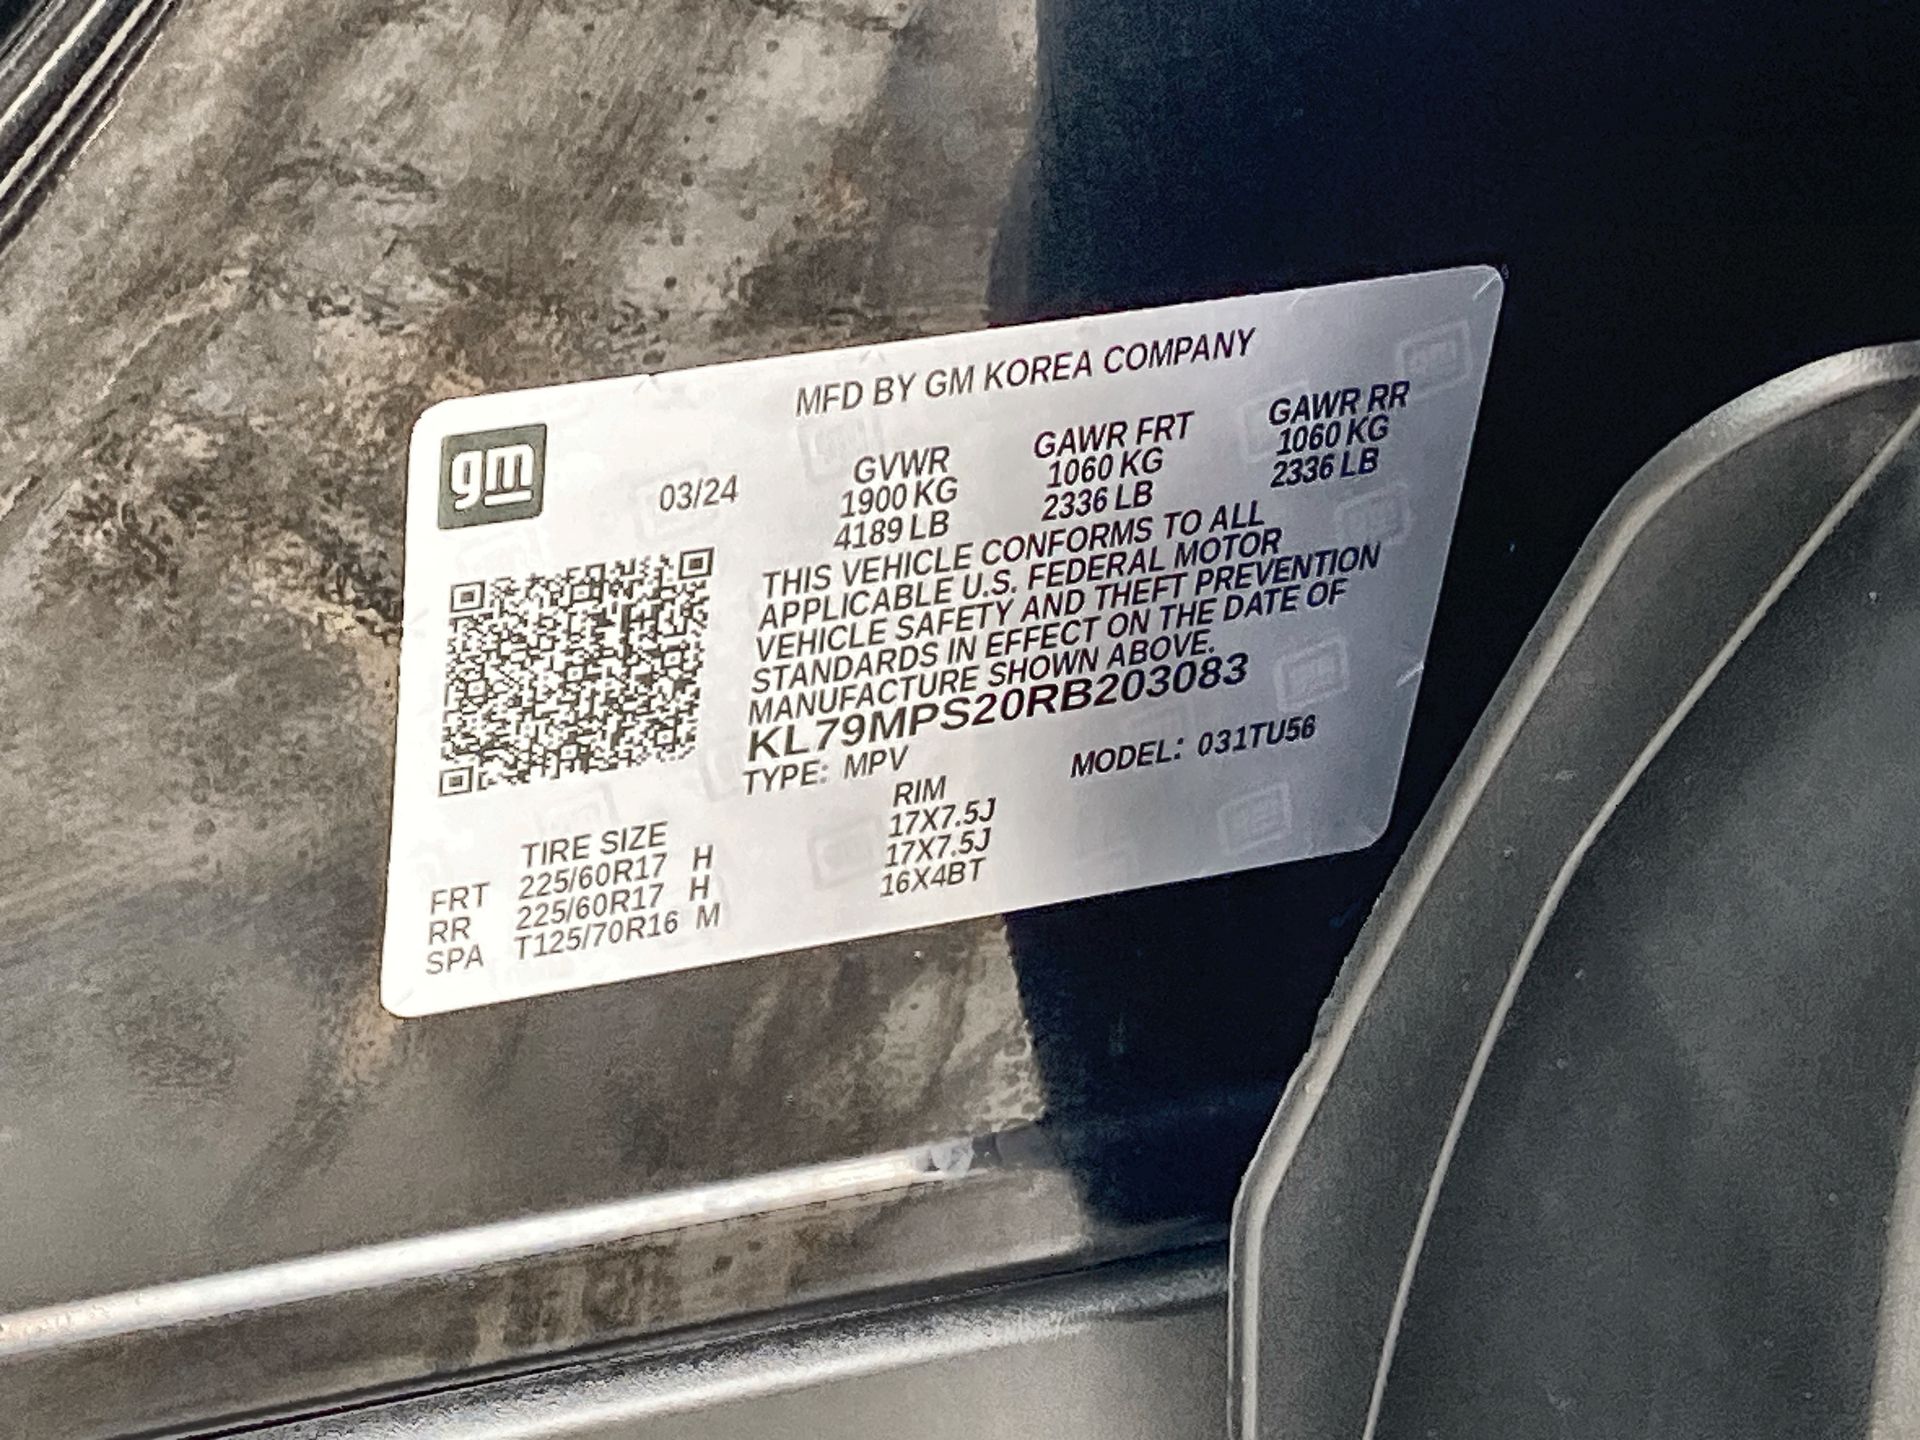 MFD BY GM KOREA COMPANY
gm
03/24
GVWR
1900 KG
4189 LB
GAWR FRT
1060 KG
2336 LB
GAWR RR
1060 KG
2336 LB
THIS VEHICLE CONFORMS TO ALL
APPLICABLE U.S. FEDERAL MOTOR
VEHICLE SAFETY AND THEFT PREVENTION
STANDARDS IN EFFECT ON THE DATE OF
MANUFACTURE SHOWN ABOVE.
KL79MPS20RB203083
TYPE: MPV MODEL: 031TU56
TIRE SIZE RIM
FRT 225/60R17 H 17X7.5J
RR 225/60R17 H 17X7.5J
SPA T125/70R16 M 16X4BT